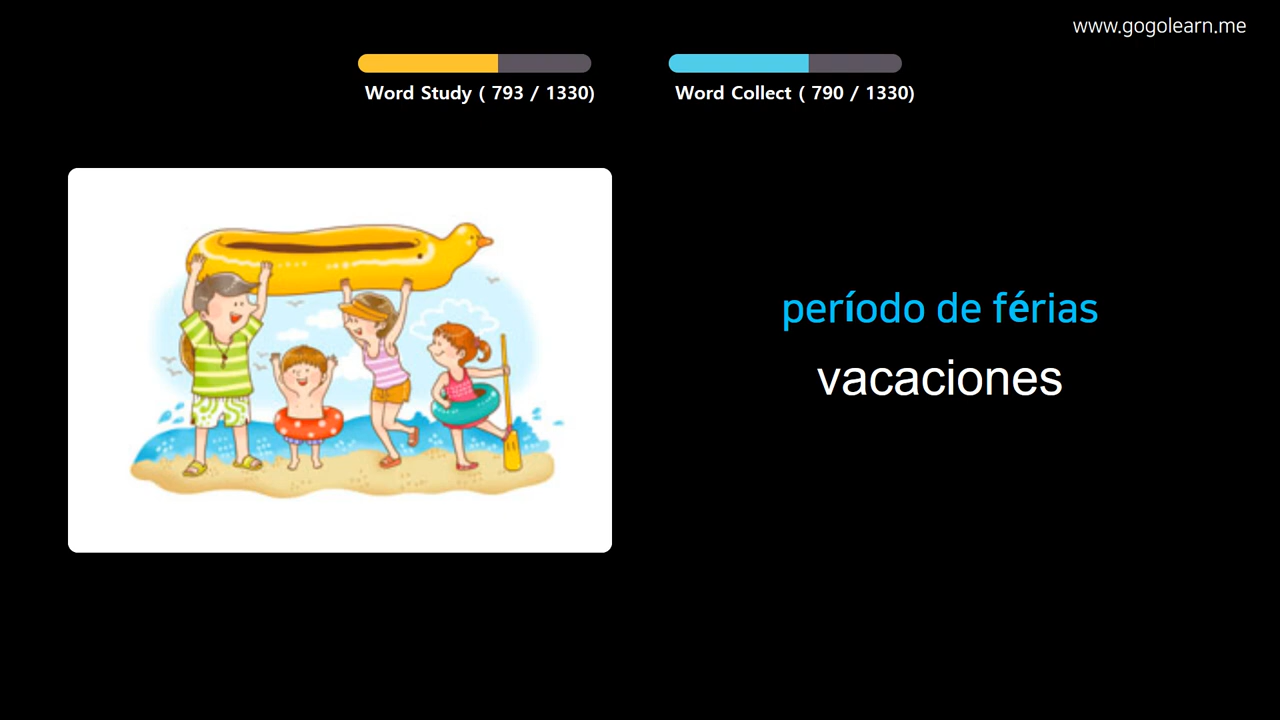 www.gogolearn.me
Word Study ( 793 / 1330)
Word Collect ( 790 / 1330)
período de férias
vacaciones